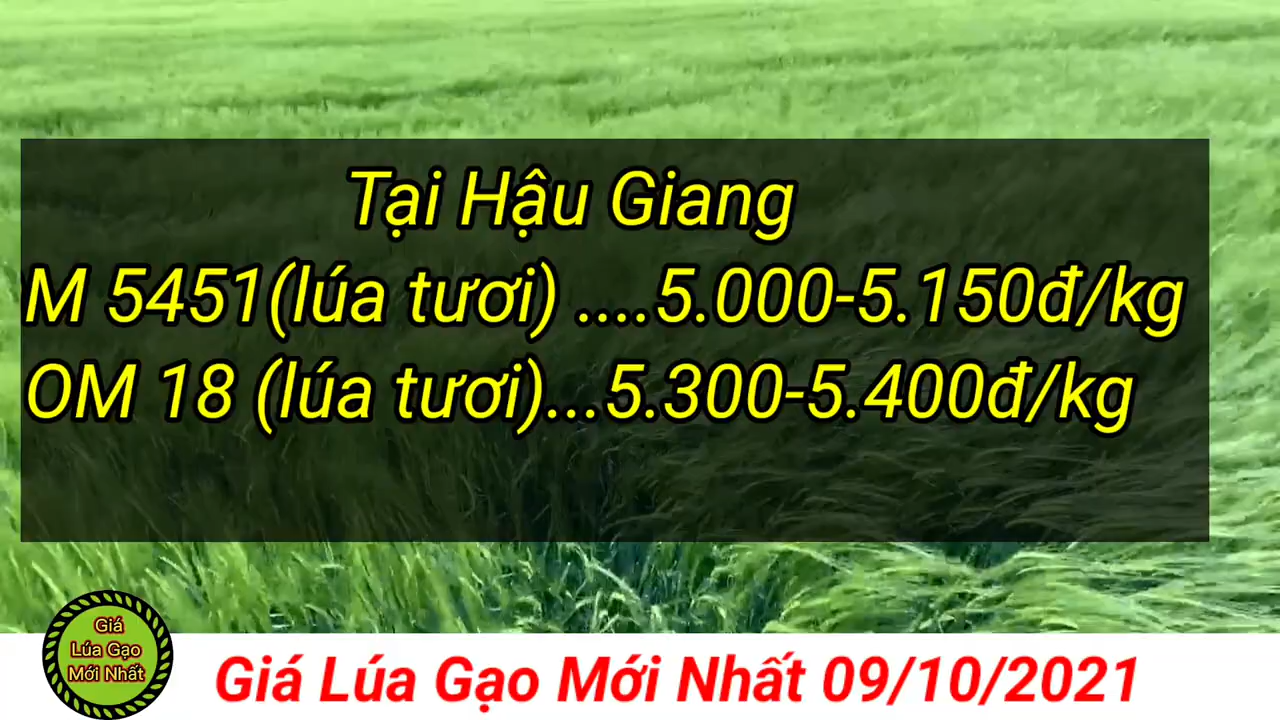 Tại Hậu Giang
M 5451(lúa tươi) ....5.000-5.150đ/kg
OM 18 (lúa tươi)...5.300-5.400đ/kg
Giá
Lúa Gạo
Mới Nhất
Giá Lúa Gạo Mới Nhất 09/10/2021